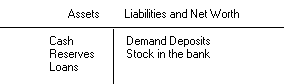 Assets Liabilities and Net Worth
Cash Demand Deposits
Reserves Stock in the bank
Loans